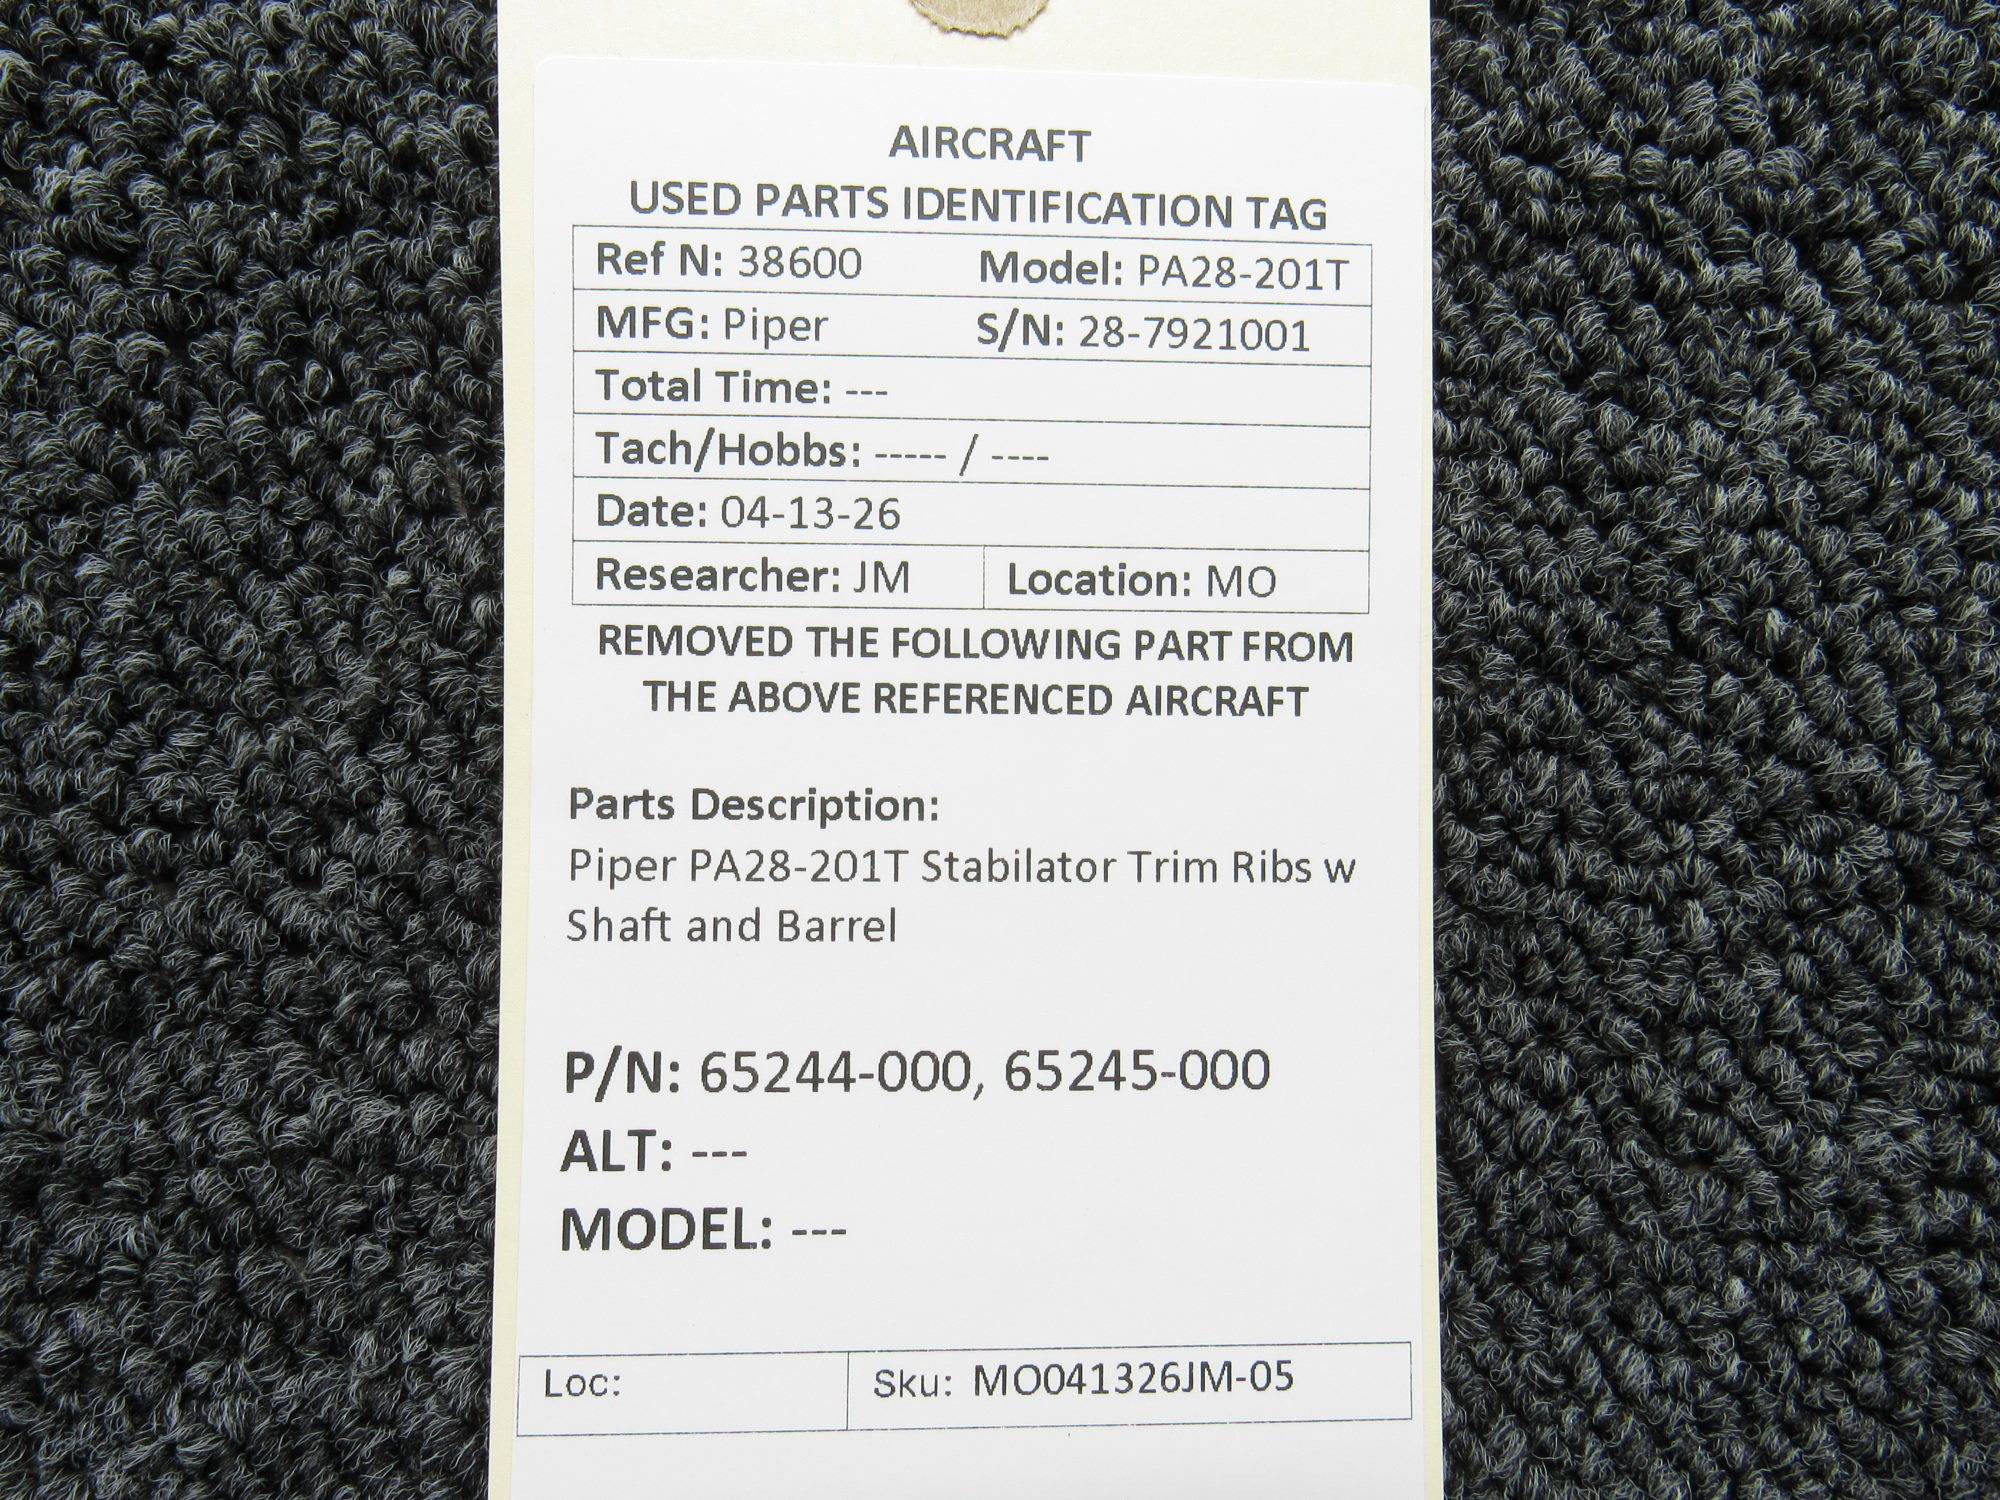 AIRCRAFT
USED PARTS IDENTIFICATION TAG
Ref N: 38600 Model: PA28-201T
MFG: Piper S/N: 28-7921001
Total Time: ---
Tach/Hobbs: ----- / ----
Date: 04-13-26
Researcher: JM Location: MO
REMOVED THE FOLLOWING PART FROM
THE ABOVE REFERENCED AIRCRAFT
Parts Description:
Piper PA28-201T Stabilator Trim Ribs w
Shaft and Barrel
P/N: 65244-000, 65245-000
ALT: ---
MODEL: ---
Loc: Sku: MO041326JM-05